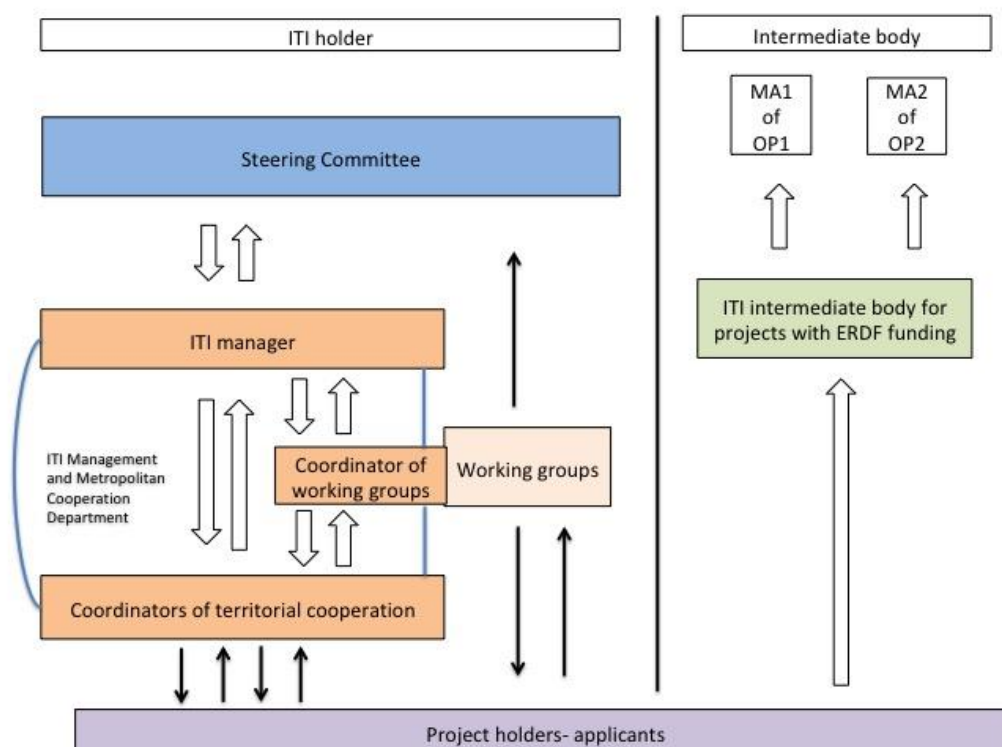 ITI holder
Intermediate body
MA1
of
OP1
MA2
of
OP2
Steering Committee
ITI intermediate body for
projects with ERDF funding
ITI manager
ITI Management
and Metropolitan
Cooperation
Department
Coordinator of
working groups
Working groups
Coordinators of territorial cooperation
Project holders- applicants